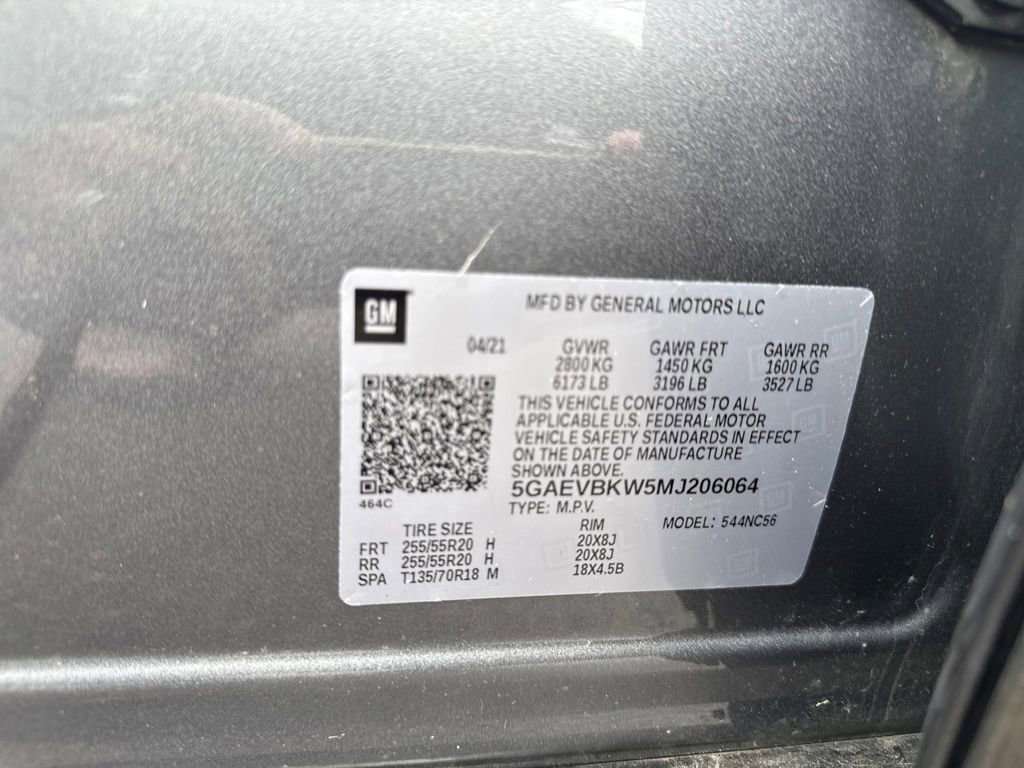 GM
MFD BY GENERAL MOTORS LLC
04/21 GVWR GAWR FRT GAWR RR
2800 KG 1450 KG 1600 KG
6173 LB 3196 LB 3527 LB
THIS VEHICLE CONFORMS TO ALL
APPLICABLE U.S. FEDERAL MOTOR
VEHICLE SAFETY STANDARDS IN EFFECT
ON THE DATE OF MANUFACTURE
SHOWN ABOVE.
5GAEVBKW5MJ206064
464C
TYPE: M.P.V.
MODEL: 544NC56
TIRE SIZE RIM
FRT 255/55R20 H 20X8J
RR 255/55R20 H 20X8J
SPA T135/70R18 M 18X4.5B